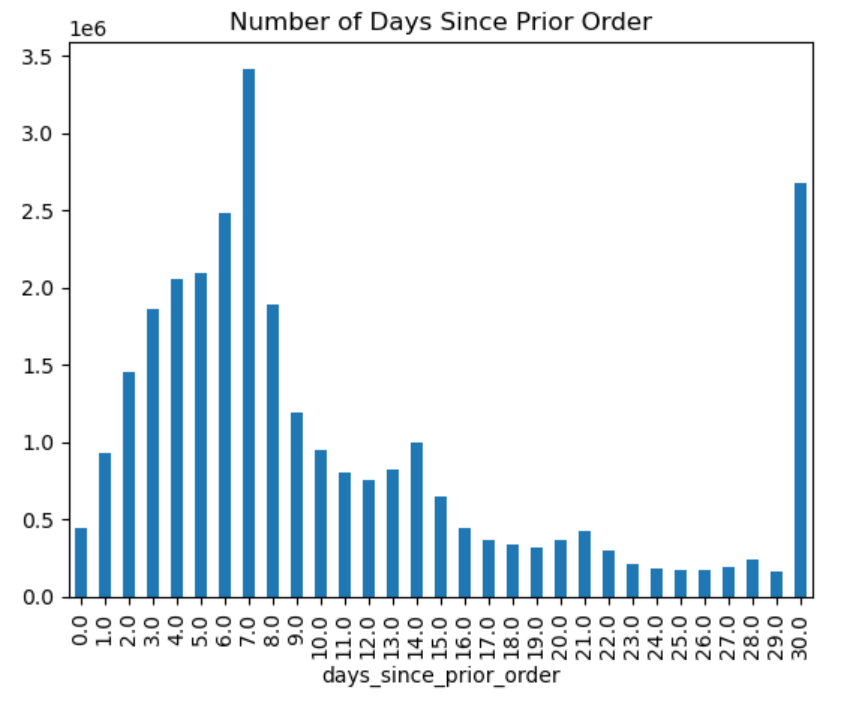 Number of Days Since Prior Order
1e6
3.5
3.0
2.5
2.0
1.5
1.0
0.5
0.0
0.0 1.0 2.0 3.0 4.0 5.0 6.0 7.0 8.0 9.0 10.0 11.0 12.0 13.0 14.0 15.0 16.0 17.0 18.0 19.0 20.0 21.0 22.0 23.0 24.0 25.0 26.0 27.0 28.0 29.0 30.0
days_since_prior_order